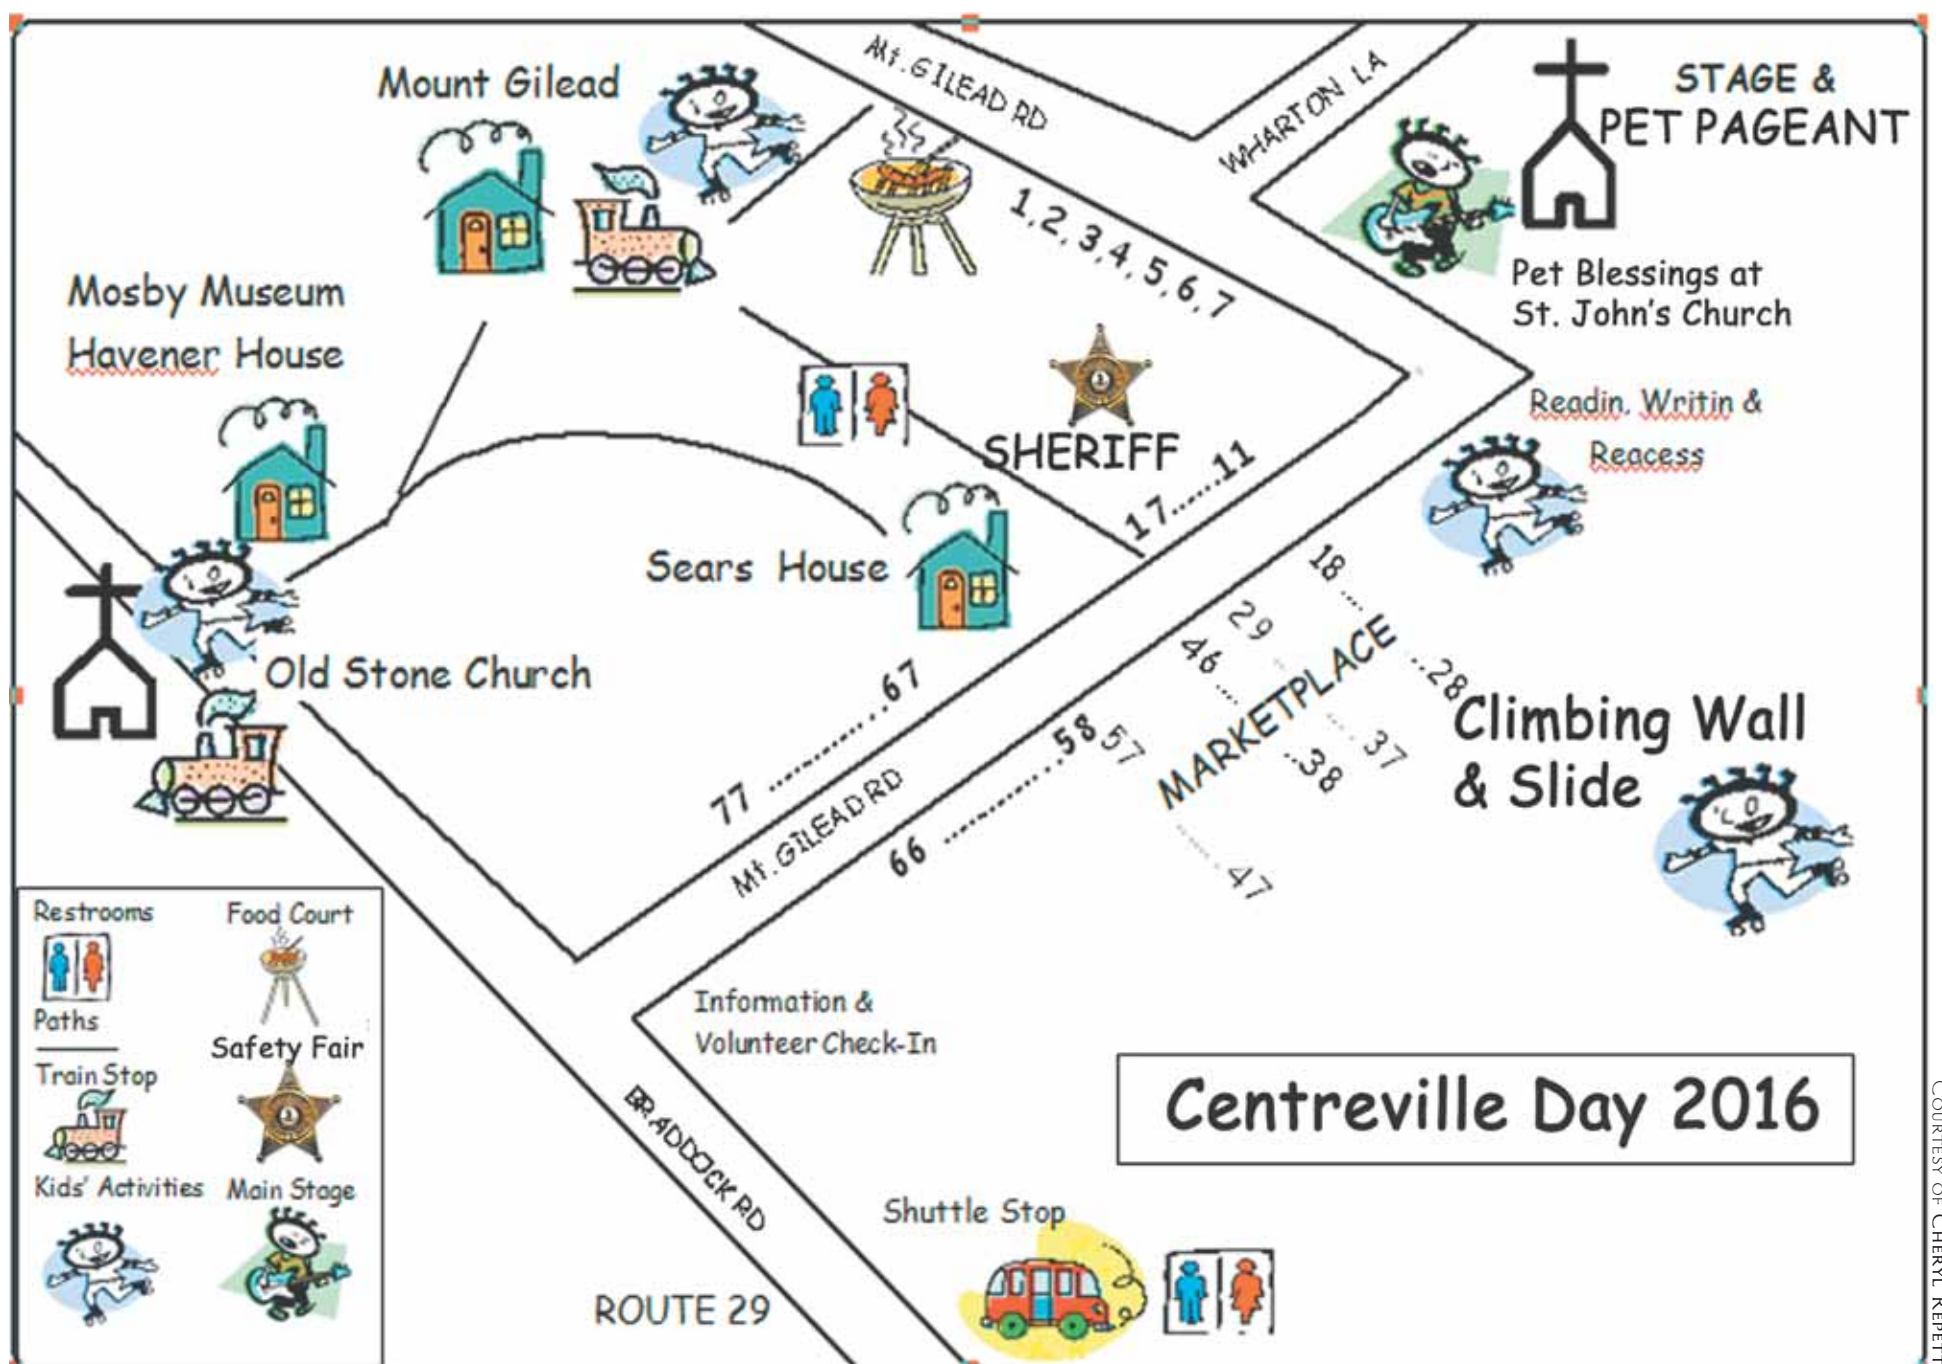 Mount Gilead
Mt. GILEAD RD
WHARTON LA
STAGE &
PET PAGEANT
Pet Blessings at
St. John's Church
1,2,3,4,5,6,7
Mosby Museum
Havener House
SHERIFF
17......11
Readin, Writin &
Reacess
Sears House
Old Stone Church
18 .... ...28
29 .... 37
46 .... ..38
MARKETPLACE
57 ....... 47
Climbing Wall
& Slide
77 ............67
66 ............58
Mt. GILEAD RD
Information &
Volunteer Check-In
BRADDOCK RD
ROUTE 29
Shuttle Stop
Centreville Day 2016
Restrooms
Food Court
Paths
Safety Fair
Train Stop
Kids' Activities
Main Stage
COURTESY OF CHERYL REPETT